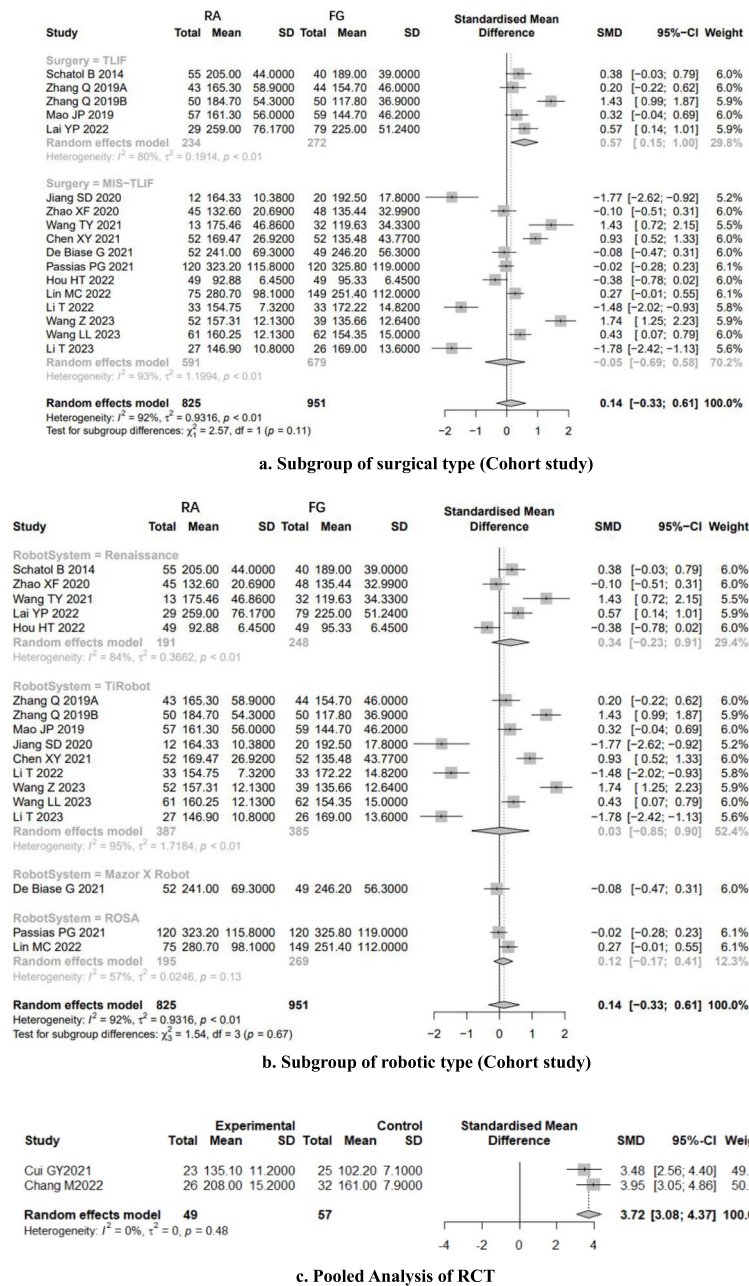 RA FG Standardised Mean
Study Total Mean SD Total Mean SD Difference SMD 95%−CI Weight
Surgery = TLIF
Schatol B 2014 55 205.00 44.0000 40 189.00 39.0000 0.38 [−0.03; 0.79] 6.0%
Zhang Q 2019A 43 165.30 58.9000 44 154.70 46.0000 0.20 [−0.22; 0.62] 6.0%
Zhang Q 2019B 50 184.70 54.3000 50 117.80 36.9000 1.43 [ 0.99; 1.87] 5.9%
Mao JP 2019 57 161.30 56.0000 59 144.70 46.2000 0.32 [−0.04; 0.69] 6.0%
Lai YP 2022 29 259.00 76.1700 79 225.00 51.2400 0.57 [ 0.14; 1.01] 6.0%
Random effects model 234 272 0.57 [ 0.15; 1.00] 29.8%
Heterogeneity: I² = 80%, τ² = 0.1914, p < 0.01
Surgery = MIS−TLIF
Jiang SD 2020 12 164.33 10.3800 20 192.50 17.8000 −1.77 [−2.62; −0.92] 5.2%
Zhao XF 2020 45 132.60 20.6900 48 135.44 32.9900 −0.10 [−0.51; 0.31] 6.0%
Wang TY 2021 13 175.46 46.8600 32 119.63 34.3300 1.43 [ 0.72; 2.15] 5.5%
Chen XY 2021 52 169.47 26.9200 52 135.48 43.7700 0.93 [ 0.52; 1.33] 6.0%
De Biase G 2021 52 241.00 69.3000 49 246.20 56.3000 −0.08 [−0.47; 0.31] 6.0%
Passias PG 2021 120 323.20 115.8000 120 325.80 119.0000 −0.02 [−0.28; 0.23] 6.1%
Hou HT 2022 49 92.88 6.4500 49 95.33 6.4500 −0.38 [−0.78; 0.02] 6.0%
Lin MC 2022 75 280.70 98.1000 149 251.40 112.0000 0.27 [−0.01; 0.55] 6.1%
Li T 2022 33 154.75 7.3200 33 172.22 14.8200 −1.48 [−2.02; −0.93] 5.8%
Wang Z 2023 52 157.31 12.1300 39 135.66 12.6400 1.74 [ 1.25; 2.23] 5.9%
Wang LL 2023 61 160.25 12.1300 62 154.35 15.0000 0.43 [ 0.07; 0.79] 6.0%
Li T 2023 27 146.90 10.8000 26 169.00 13.6000 −1.78 [−2.42; −1.13] 5.6%
Random effects model 591 679 −0.05 [−0.69; 0.58] 70.2%
Heterogeneity: I² = 93%, τ² = 1.1994, p < 0.01
Random effects model 825 951 0.14 [−0.33; 0.61] 100.0%
Heterogeneity: I² = 92%, τ² = 0.9316, p < 0.01
Test for subgroup differences: χ²₁ = 2.57, df = 1 (p = 0.11)
−2 −1 0 1 2
a. Subgroup of surgical type (Cohort study)
RA FG Standardised Mean
Study Total Mean SD Total Mean SD Difference SMD 95%−CI Weight
RobotSystem = Renaissance
Schatol B 2014 55 205.00 44.0000 40 189.00 39.0000 0.38 [−0.03; 0.79] 6.0%
Zhao XF 2020 45 132.60 20.6900 48 135.44 32.9900 −0.10 [−0.51; 0.31] 6.0%
Wang TY 2021 13 175.46 46.8600 32 119.63 34.3300 1.43 [ 0.72; 2.15] 5.5%
Lai YP 2022 29 259.00 76.1700 79 225.00 51.2400 0.57 [ 0.14; 1.01] 6.0%
Hou HT 2022 49 92.88 6.4500 49 95.33 6.4500 −0.38 [−0.78; 0.02] 6.0%
Random effects model 191 248 0.34 [−0.23; 0.91] 29.4%
Heterogeneity: I² = 84%, τ² = 0.3662, p < 0.01
RobotSystem = TiRobot
Zhang Q 2019A 43 165.30 58.9000 44 154.70 46.0000 0.20 [−0.22; 0.62] 6.0%
Zhang Q 2019B 50 184.70 54.3000 50 117.80 36.9000 1.43 [ 0.99; 1.87] 5.9%
Mao JP 2019 57 161.30 56.0000 59 144.70 46.2000 0.32 [−0.04; 0.69] 6.0%
Jiang SD 2020 12 164.33 10.3800 20 192.50 17.8000 −1.77 [−2.62; −0.92] 5.2%
Chen XY 2021 52 169.47 26.9200 52 135.48 43.7700 0.93 [ 0.52; 1.33] 6.0%
Li T 2022 33 154.75 7.3200 33 172.22 14.8200 −1.48 [−2.02; −0.93] 5.8%
Wang Z 2023 52 157.31 12.1300 39 135.66 12.6400 1.74 [ 1.25; 2.23] 5.9%
Wang LL 2023 61 160.25 12.1300 62 154.35 15.0000 0.43 [ 0.07; 0.79] 6.0%
Li T 2023 27 146.90 10.8000 26 169.00 13.6000 −1.78 [−2.42; −1.13] 5.6%
Random effects model 387 385 0.03 [−0.85; 0.90] 52.4%
Heterogeneity: I² = 95%, τ² = 1.7184, p < 0.01
RobotSystem = Mazor X Robot
De Biase G 2021 52 241.00 69.3000 49 246.20 56.3000 −0.08 [−0.47; 0.31] 6.0%
RobotSystem = ROSA
Passias PG 2021 120 323.20 115.8000 120 325.80 119.0000 −0.02 [−0.28; 0.23] 6.1%
Lin MC 2022 75 280.70 98.1000 149 251.40 112.0000 0.27 [−0.01; 0.55] 6.1%
Random effects model 195 269 0.12 [−0.17; 0.41] 12.3%
Heterogeneity: I² = 57%, τ² = 0.0246, p = 0.13
Random effects model 825 951 0.14 [−0.33; 0.61] 100.0%
Heterogeneity: I² = 92%, τ² = 0.9316, p < 0.01
Test for subgroup differences: χ²₃ = 1.54, df = 3 (p = 0.67)
−2 −1 0 1 2
b. Subgroup of robotic type (Cohort study)
Experimental Control Standardised Mean
Study Total Mean SD Total Mean SD Difference SMD 95%-CI Wei
Cui GY2021 23 135.10 11.2000 25 102.20 7.1000 3.48 [2.56; 4.40] 49.
Chang M2022 26 208.00 15.2000 32 161.00 7.9000 3.95 [3.05; 4.86] 50.
Random effects model 49 57 3.72 [3.08; 4.37] 100.
Heterogeneity: I² = 0%, τ² = 0, p = 0.48
−4 −2 0 2 4
c. Pooled Analysis of RCT